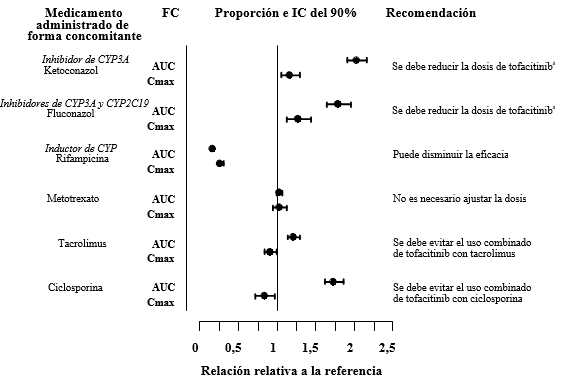 Medicamento administrado de forma concomitante FC Proporción e IC del 90% Recomendación
Inhibidor de CYP3A
Ketoconazol
AUC
Cmax
Se debe reducir la dosis de tofacitinibª
Inhibidores de CYP3A y CYP2C19
Fluconazol
AUC
Cmax
Se debe reducir la dosis de tofacitinibª
Inductor de CYP
Rifampicina
AUC
Cmax
Puede disminuir la eficacia
Metotrexato
AUC
Cmax
No es necesario ajustar la dosis
Tacrolimus
AUC
Cmax
Se debe evitar el uso combinado
de tofacitinib con tacrolimus
Ciclosporina
AUC
Cmax
Se debe evitar el uso combinado
de tofacitinib con ciclosporina
0 0,5 1 1,5 2 2,5
Relación relativa a la referencia